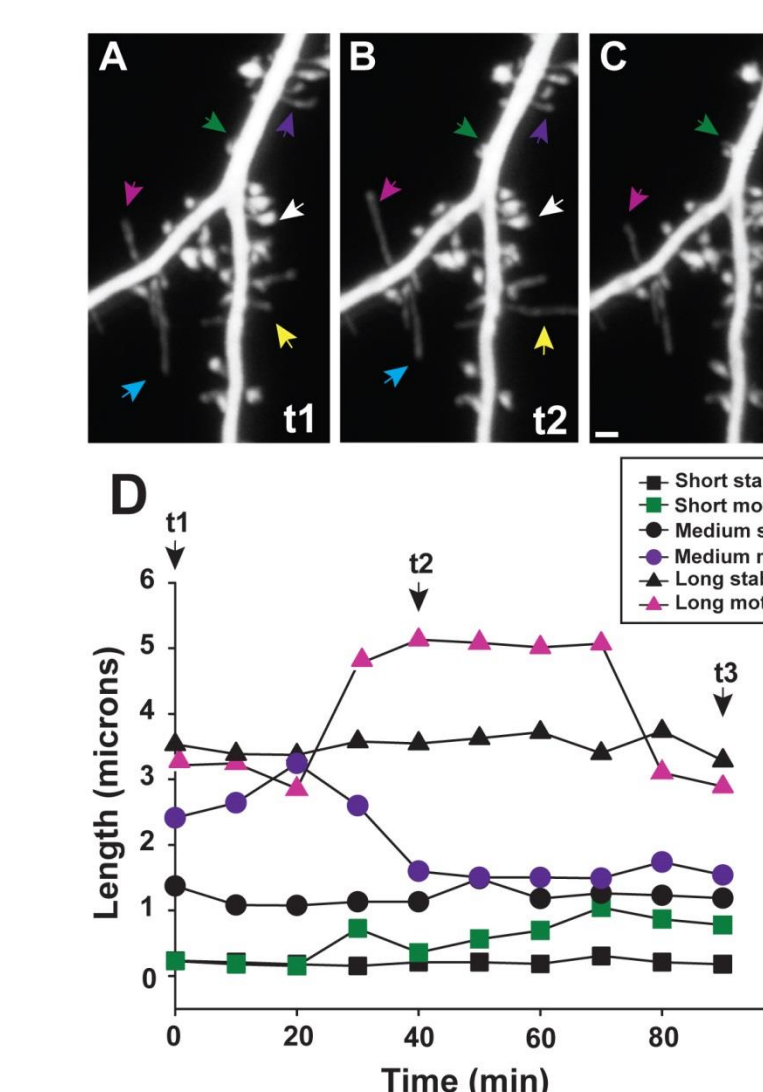 A
B
C
t1
t2
D
t1
t2
t3
Short sta
Short mo
Medium s
Medium r
Long stal
Long mot
6
5
4
3
2
1
0
Length (microns)
0 20 40 60 80
Time (min)